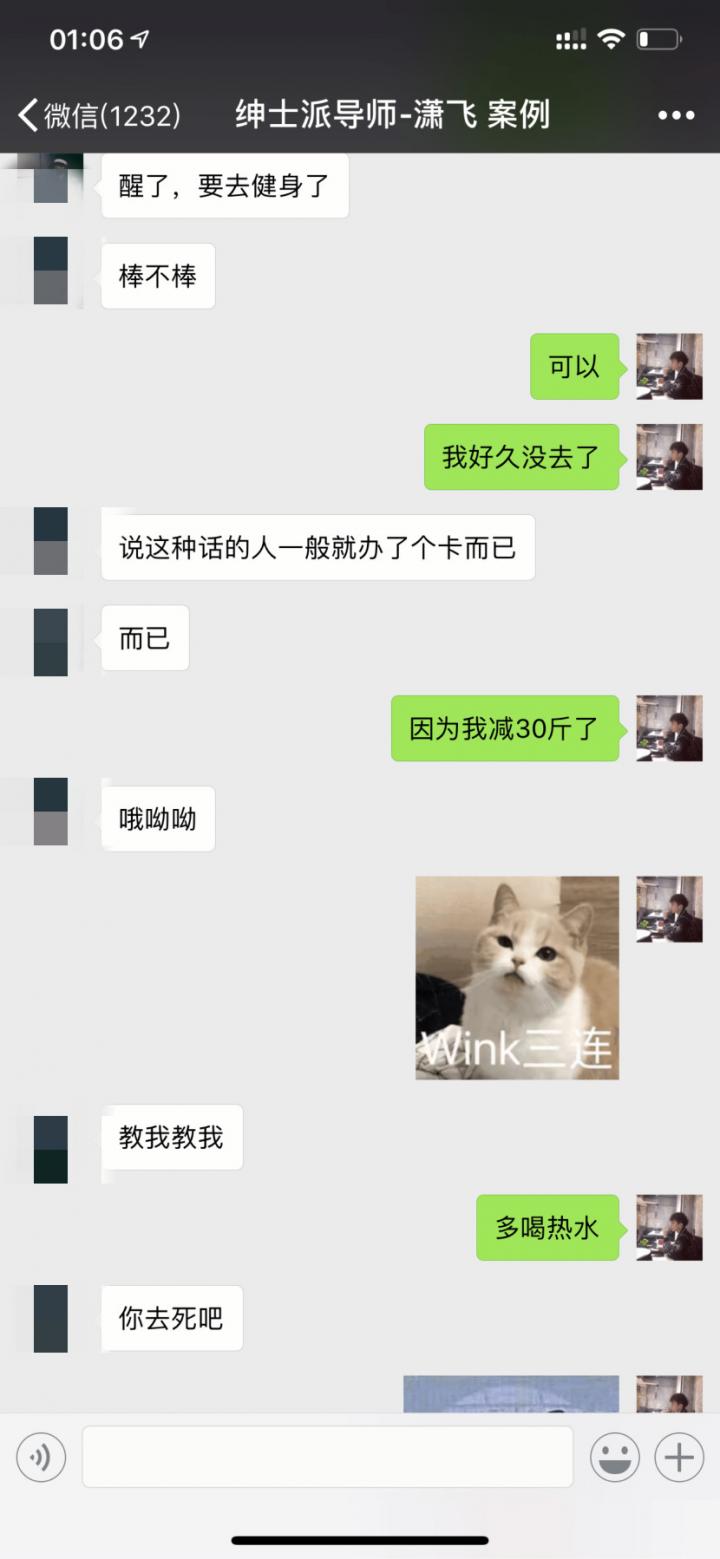 01:06
微信(1232)
绅士派导师-潇飞 案例
醒了，要去健身了
棒不棒
可以
我好久没去了
说这种话的人一般就办了个卡而已
而已
因为我减30斤了
哦呦呦
Wink三连
教我教我
多喝热水
你去死吧